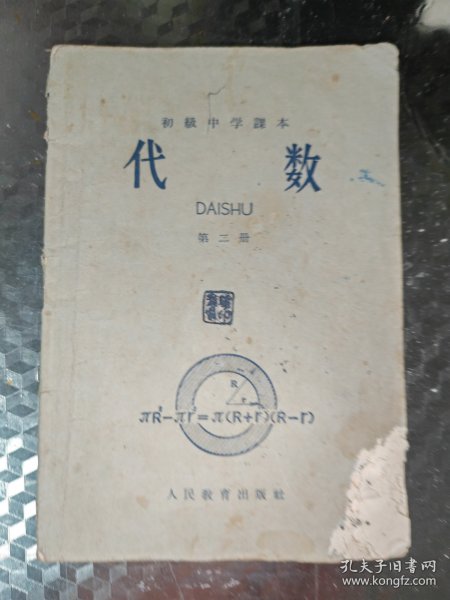 初級中学課本
代数
DAISHU
第二册
R
r
πR²-πr²=π(R+r)(R-r)
人民教育出版社
孔夫子旧书网
www.kongfz.com